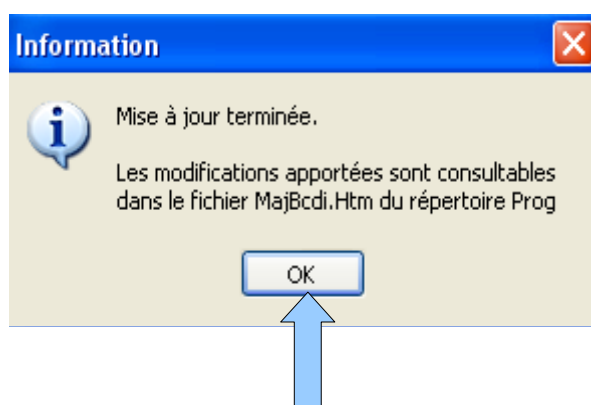 Information
Mise à jour terminée.
Les modifications apportées sont consultables
dans le fichier MajBcdi.Htm du répertoire Prog
OK